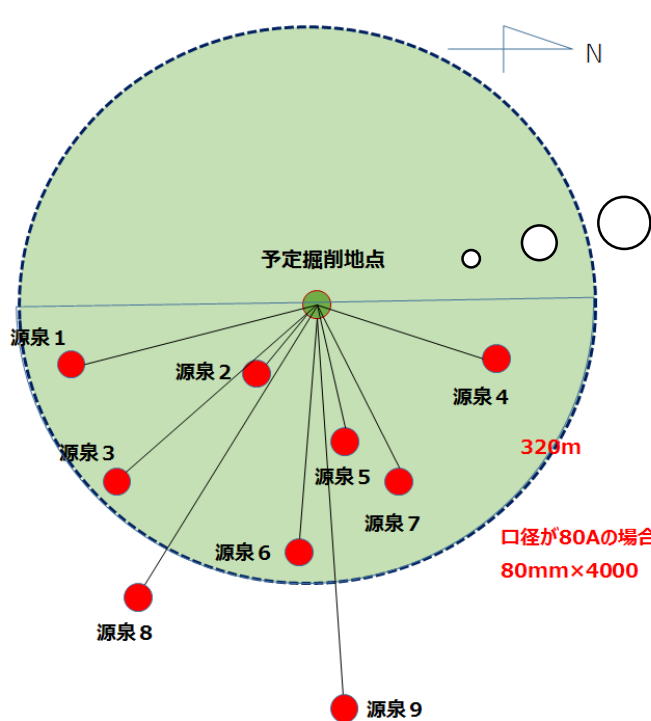 N
予定掘削地点
源泉1
源泉2
源泉3
源泉4
320m
源泉5
源泉7
源泉6
口径が80Aの場合
80mm×4000
源泉8
源泉9